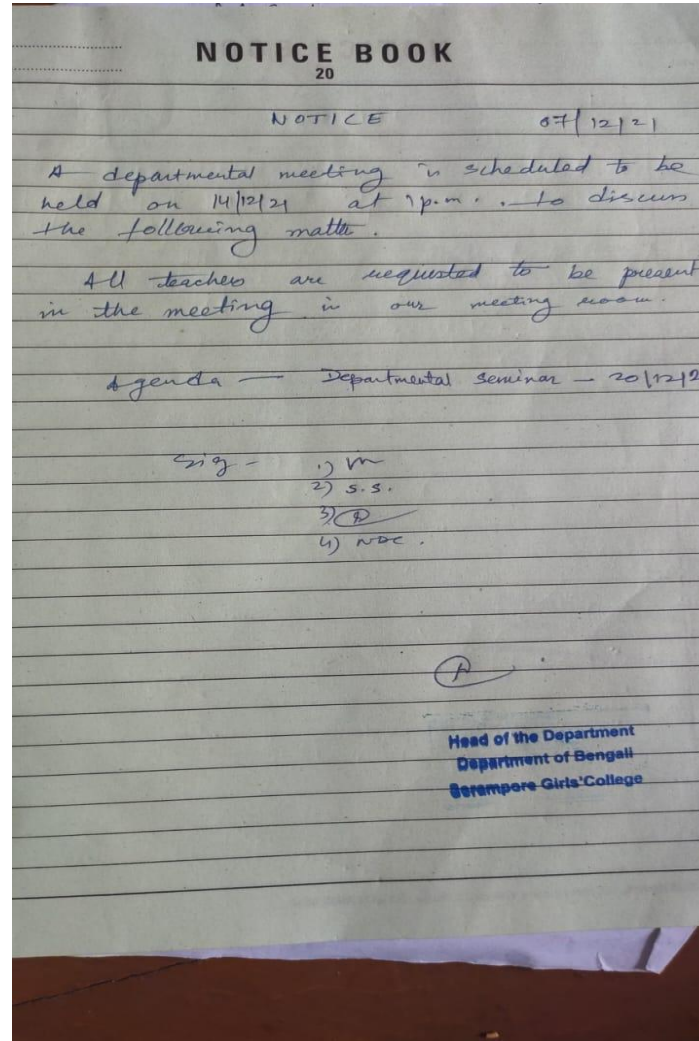 NOTICE BOOK
20
NOTICE 07/12/21
A departmental meeting is scheduled to be
held on 14/12/21 at 1 p.m. . to discuss
the following matter.
All teachers are requested to be present
in the meeting in our meeting room.
Agenda — Departmental seminar – 20/12/2
Sig - 1)
2) S.S.
3)
4) NDC .
Head of the Department
Department of Bengali
Serampore Girls' College